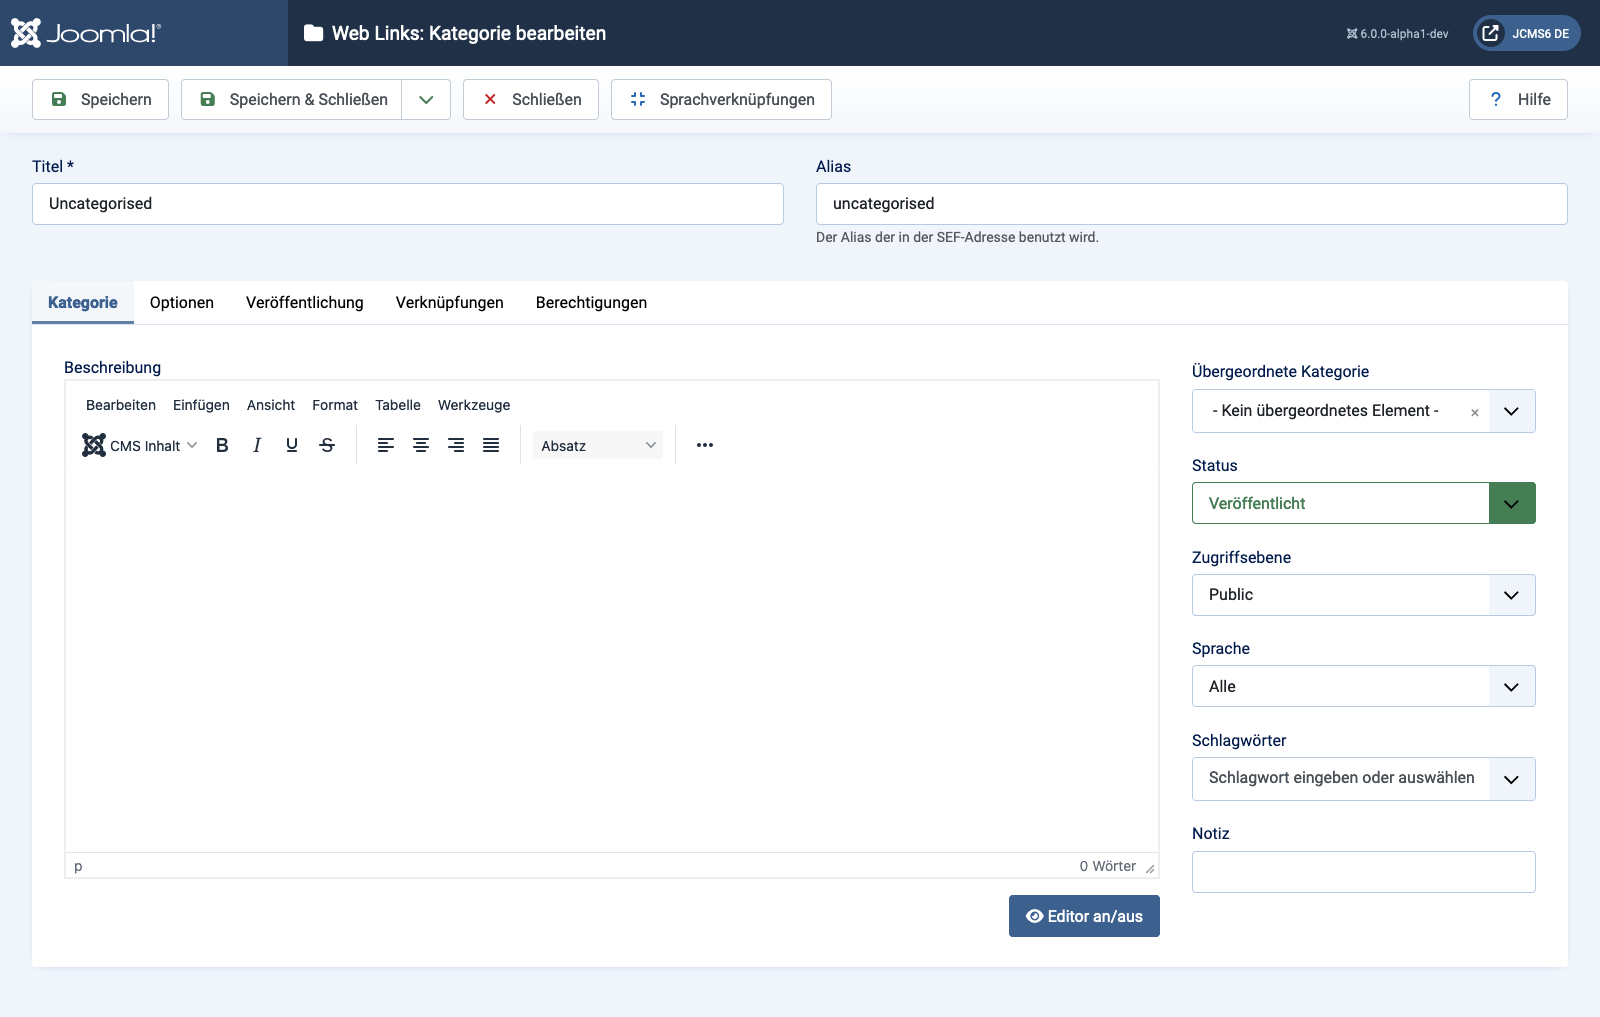 Joomla!®
Web Links: Kategorie bearbeiten
6.0.0-alpha1-dev
JCMS6 DE
Speichern
Speichern & Schließen
Schließen
Sprachverknüpfungen
? Hilfe
Titel *
Uncategorised
Alias
uncategorised
Der Alias der in der SEF-Adresse benutzt wird.
Kategorie Optionen Veröffentlichung Verknüpfungen Berechtigungen
Beschreibung
Bearbeiten Einfügen Ansicht Format Tabelle Werkzeuge
CMS Inhalt B I U S Absatz
p
0 Wörter
Editor an/aus
Übergeordnete Kategorie
- Kein übergeordnetes Element - ×
Status
Veröffentlicht
Zugriffsebene
Public
Sprache
Alle
Schlagwörter
Schlagwort eingeben oder auswählen
Notiz